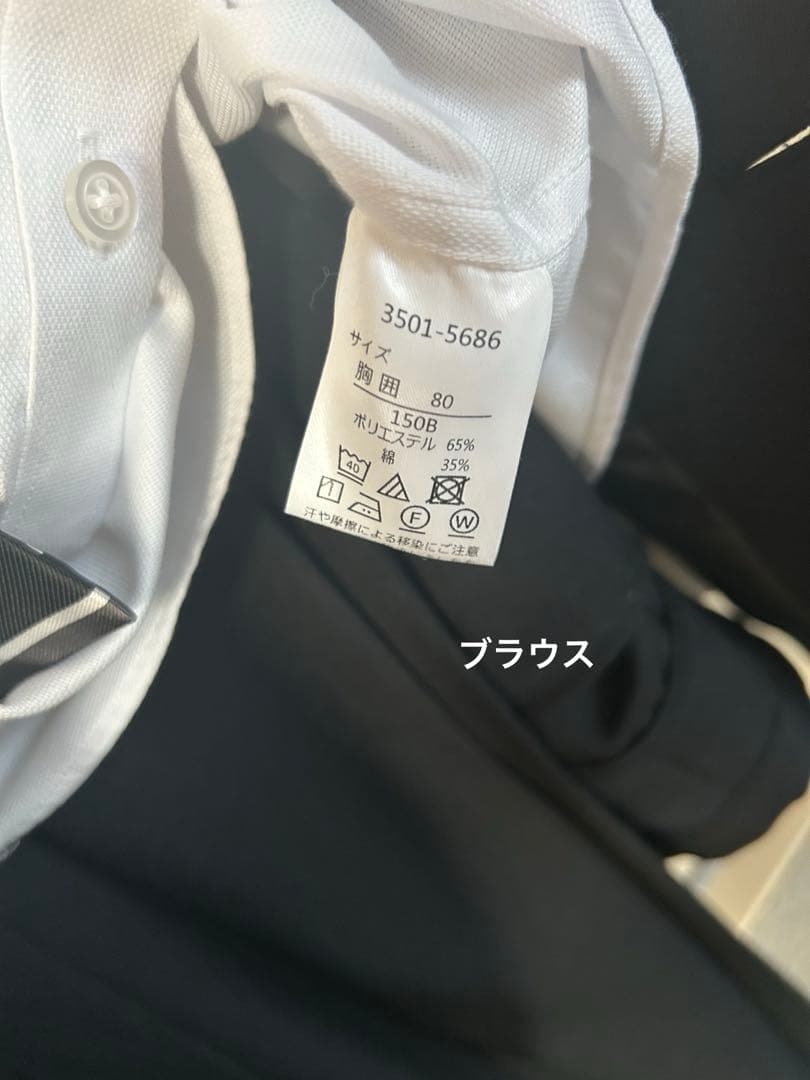 3501-5686
サイズ
胸囲 80
150B
ポリエステル 65%
綿 35%
40
F W
汗や摩擦による移染にご注意
ブラウス